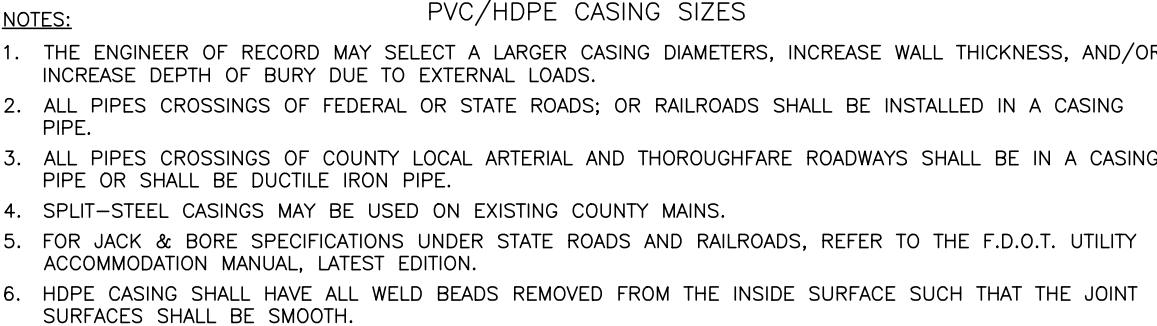 PVC/HDPE CASING SIZES
NOTES:
1. THE ENGINEER OF RECORD MAY SELECT A LARGER CASING DIAMETERS, INCREASE WALL THICKNESS, AND/OR
INCREASE DEPTH OF BURY DUE TO EXTERNAL LOADS.
2. ALL PIPES CROSSINGS OF FEDERAL OR STATE ROADS; OR RAILROADS SHALL BE INSTALLED IN A CASING
PIPE.
3. ALL PIPES CROSSINGS OF COUNTY LOCAL ARTERIAL AND THOROUGHFARE ROADWAYS SHALL BE IN A CASING
PIPE OR SHALL BE DUCTILE IRON PIPE.
4. SPLIT-STEEL CASINGS MAY BE USED ON EXISTING COUNTY MAINS.
5. FOR JACK & BORE SPECIFICATIONS UNDER STATE ROADS AND RAILROADS, REFER TO THE F.D.O.T. UTILITY
ACCOMMODATION MANUAL, LATEST EDITION.
6. HDPE CASING SHALL HAVE ALL WELD BEADS REMOVED FROM THE INSIDE SURFACE SUCH THAT THE JOINT
SURFACES SHALL BE SMOOTH.